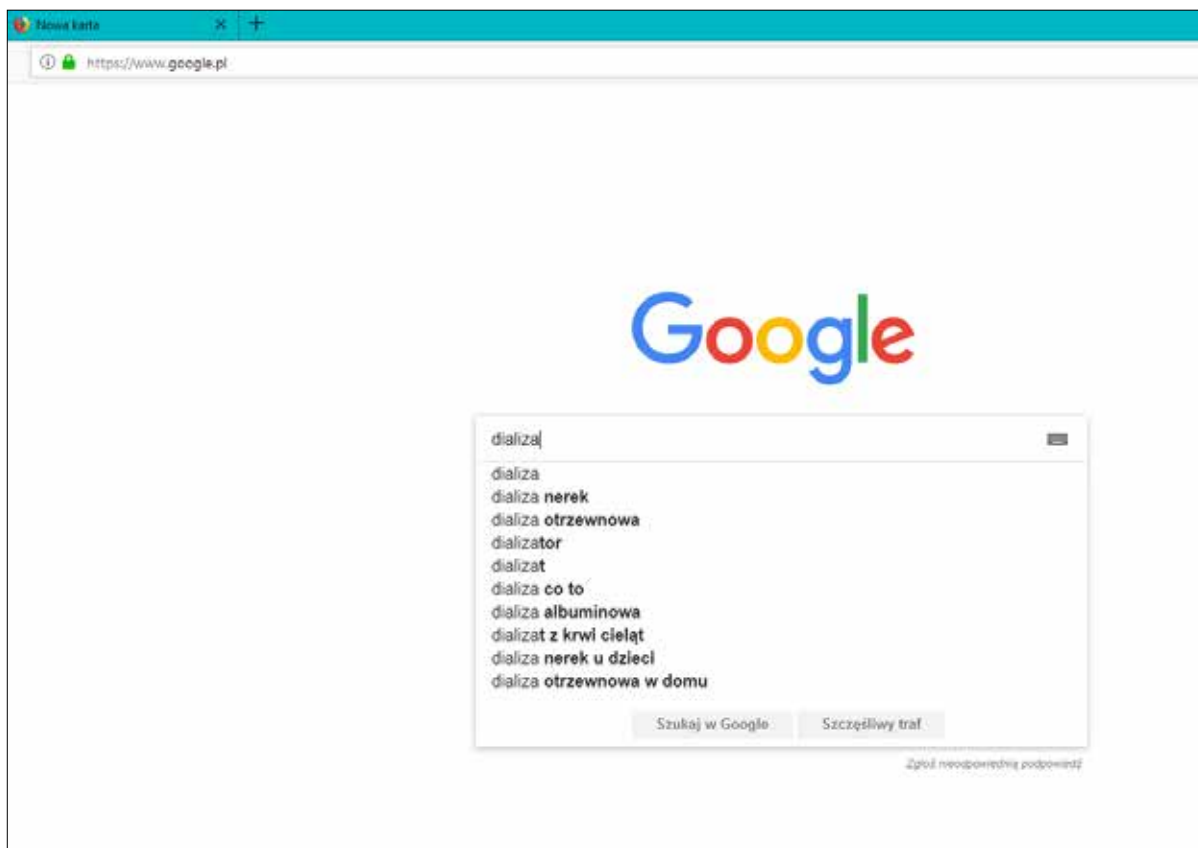 Nowa karta
https://www.google.pl
Google
dializa
dializa
dializa nerek
dializa otrzewnowa
dializator
dializat
dializa co to
dializa albuminowa
dializat z krwi cieląt
dializa nerek u dzieci
dializa otrzewnowa w domu
Szukaj w Google Szczęśliwy traf
Zgłoś nieodpowiednią podpowiedź